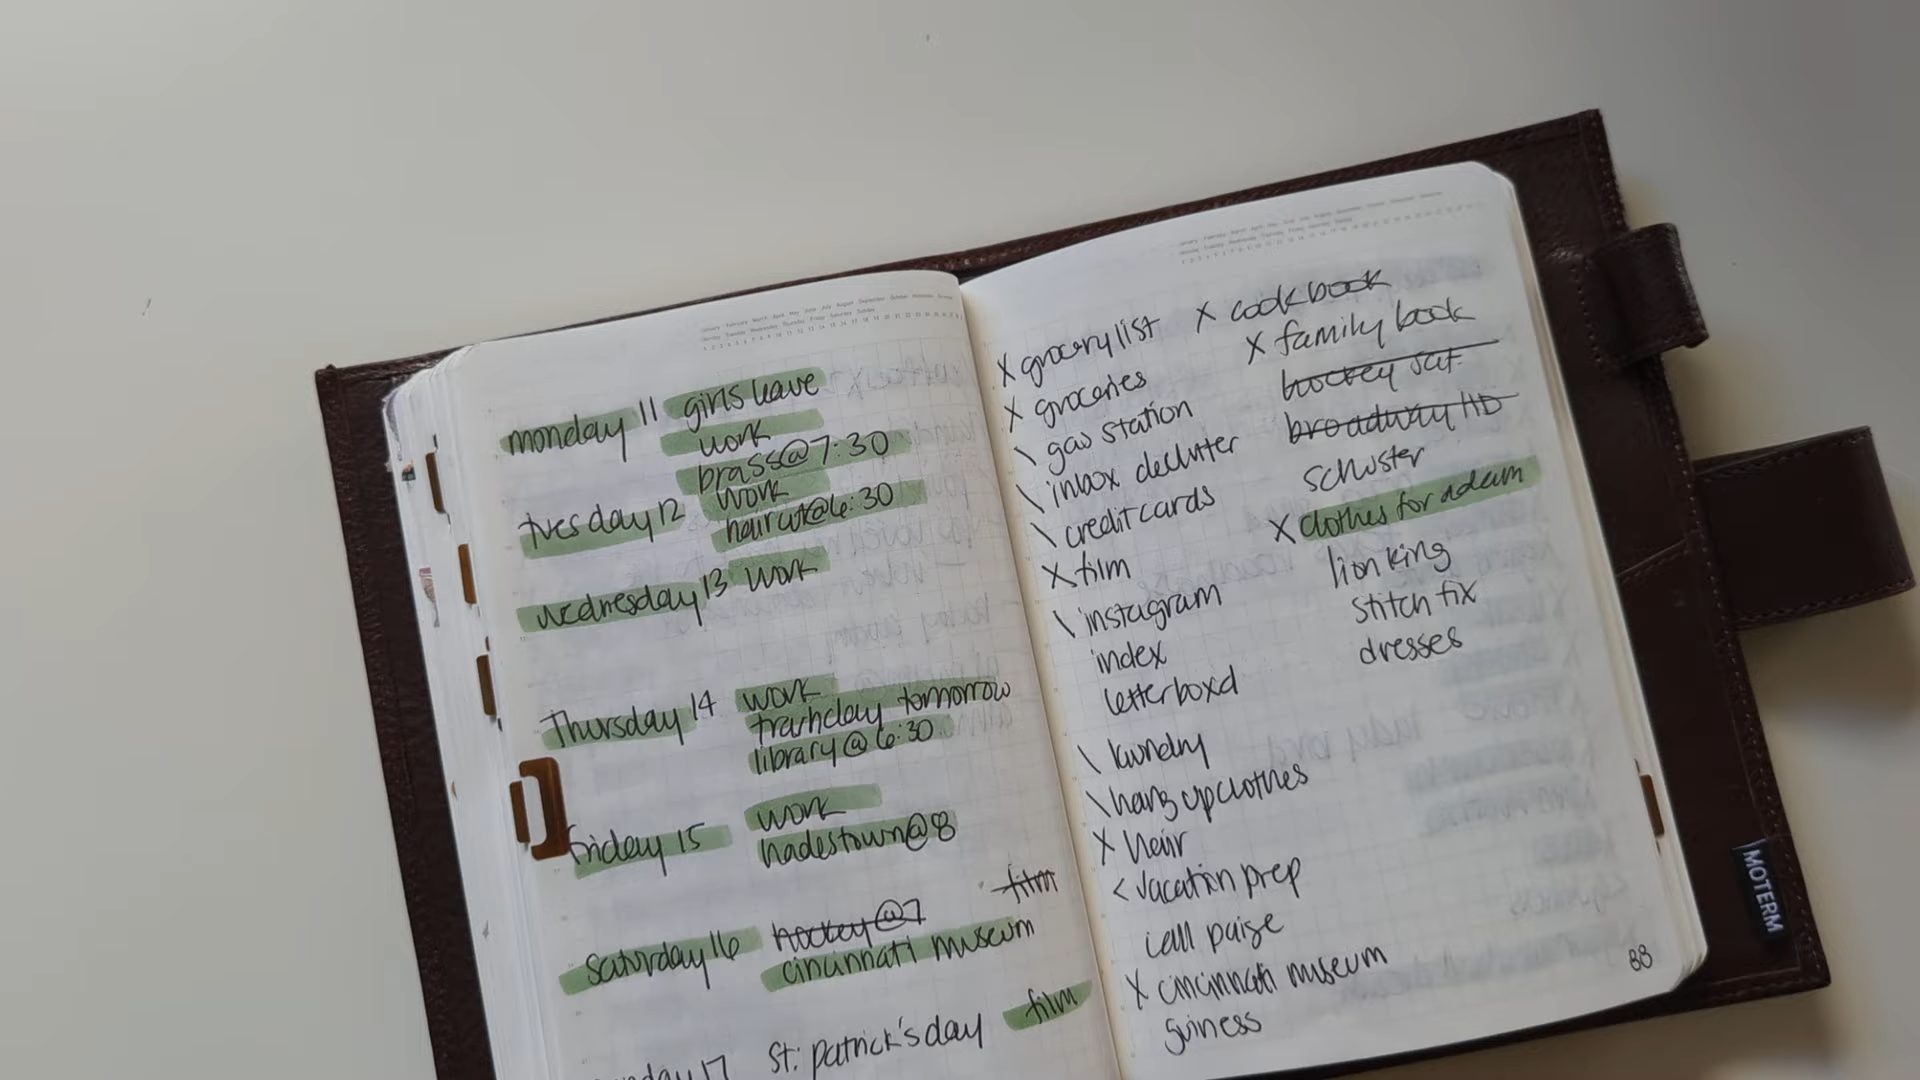 monday 11 girls leave
work
brass@7:30
tuesday 12 work
haircut@6:30
wednesday 13 work
Thursday 14 work
trashday tomorrow
library@6:30
friday 15 work
hadestown@8
film
saturday 16 hockey@7
cincinnati museum
film
17 St. patrick's day
X grocery list
X groceries
\ gas station
\ inbox declutter
\ credit cards
X film
\ instagram
index
letterboxd
\ laundry
\ hang up clothes
X hair
< vacation prep
call paige
X cincinnati museum
guiness
X cookbook
X family book
hockey sat.
broadway HD
schuster
X clothes for adam
lion king
stitch fix
dresses
88
MOTERM